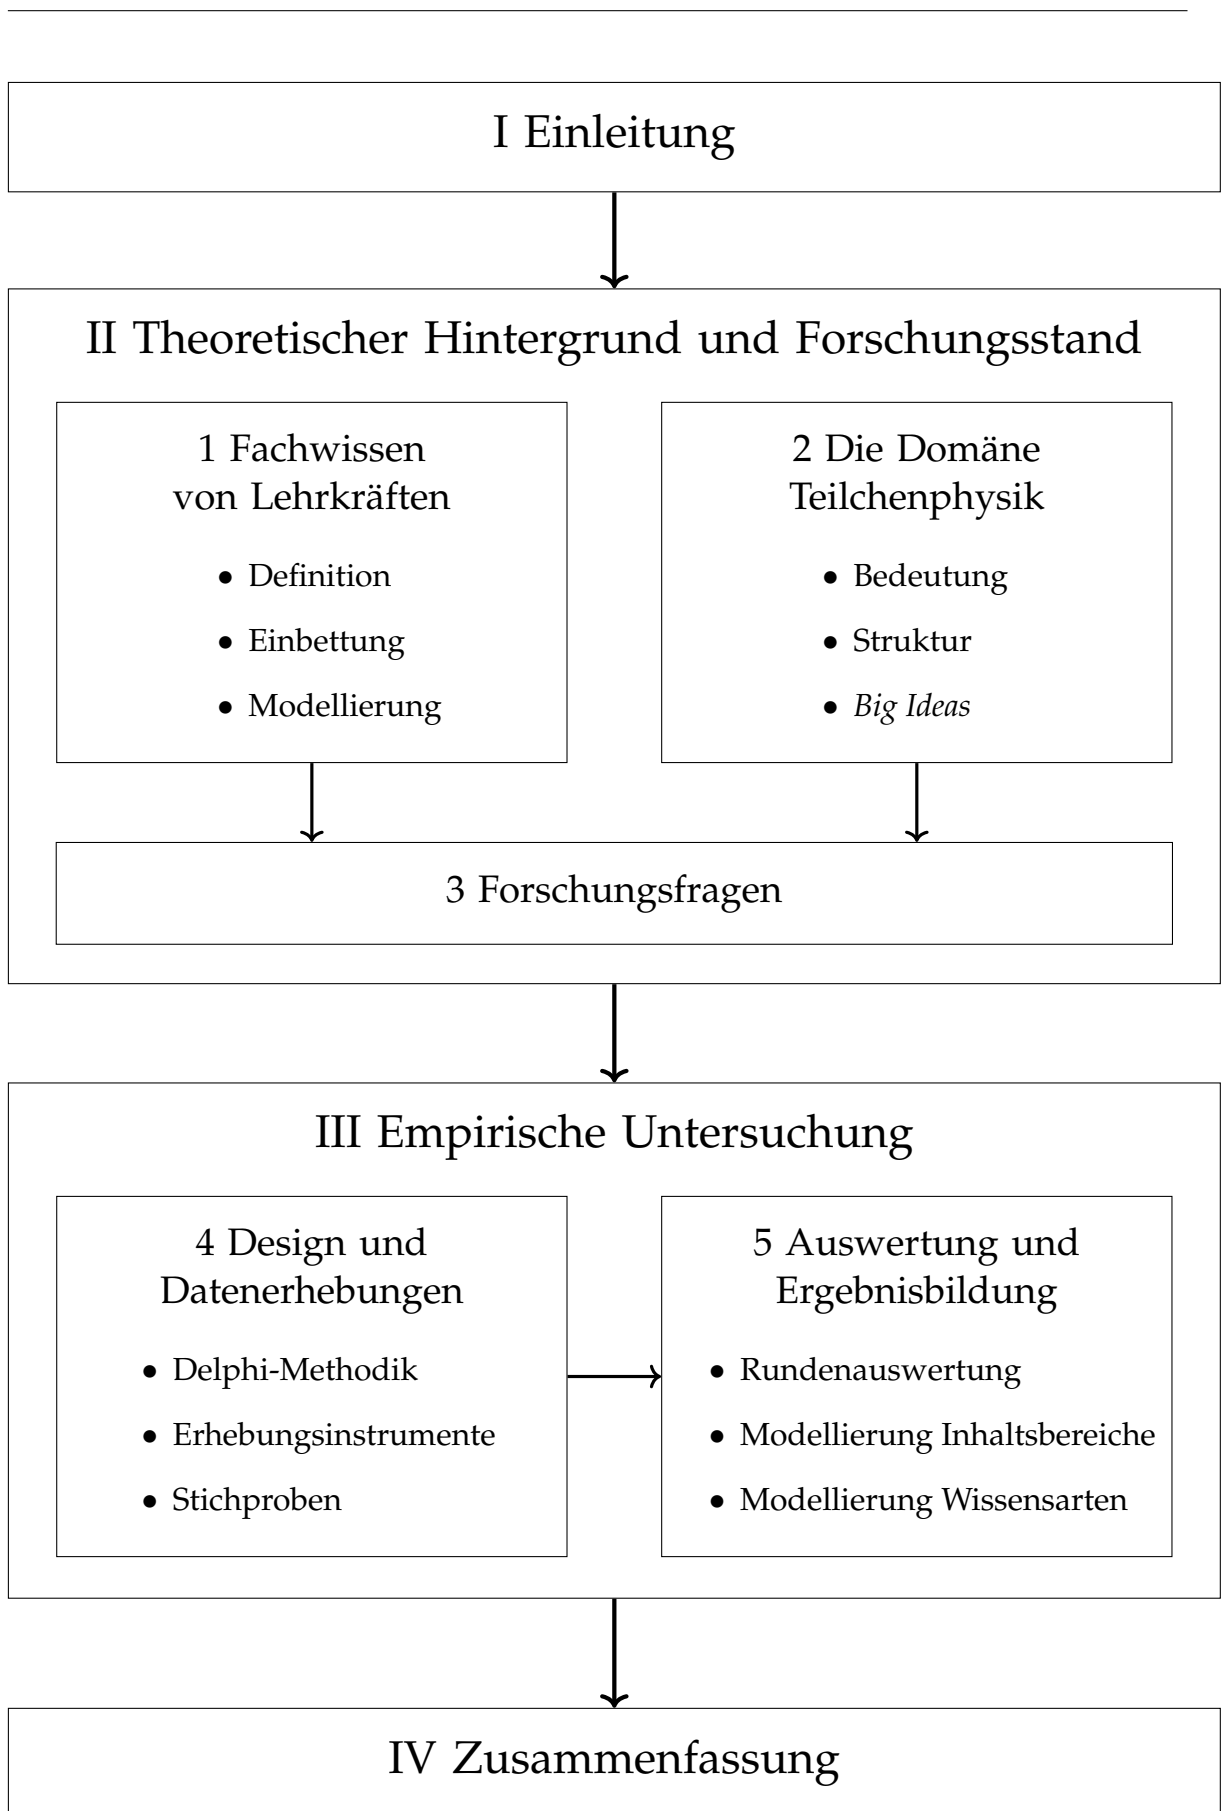 I Einleitung
II Theoretischer Hintergrund und Forschungsstand
1 Fachwissen
von Lehrkräften
• Definition
• Einbettung
• Modellierung
2 Die Domäne
Teilchenphysik
• Bedeutung
• Struktur
• Big Ideas
3 Forschungsfragen
III Empirische Untersuchung
4 Design und
Datenerhebungen
• Delphi-Methodik
• Erhebungsinstrumente
• Stichproben
5 Auswertung und
Ergebnisbildung
• Rundenauswertung
• Modellierung Inhaltsbereiche
• Modellierung Wissensarten
IV Zusammenfassung